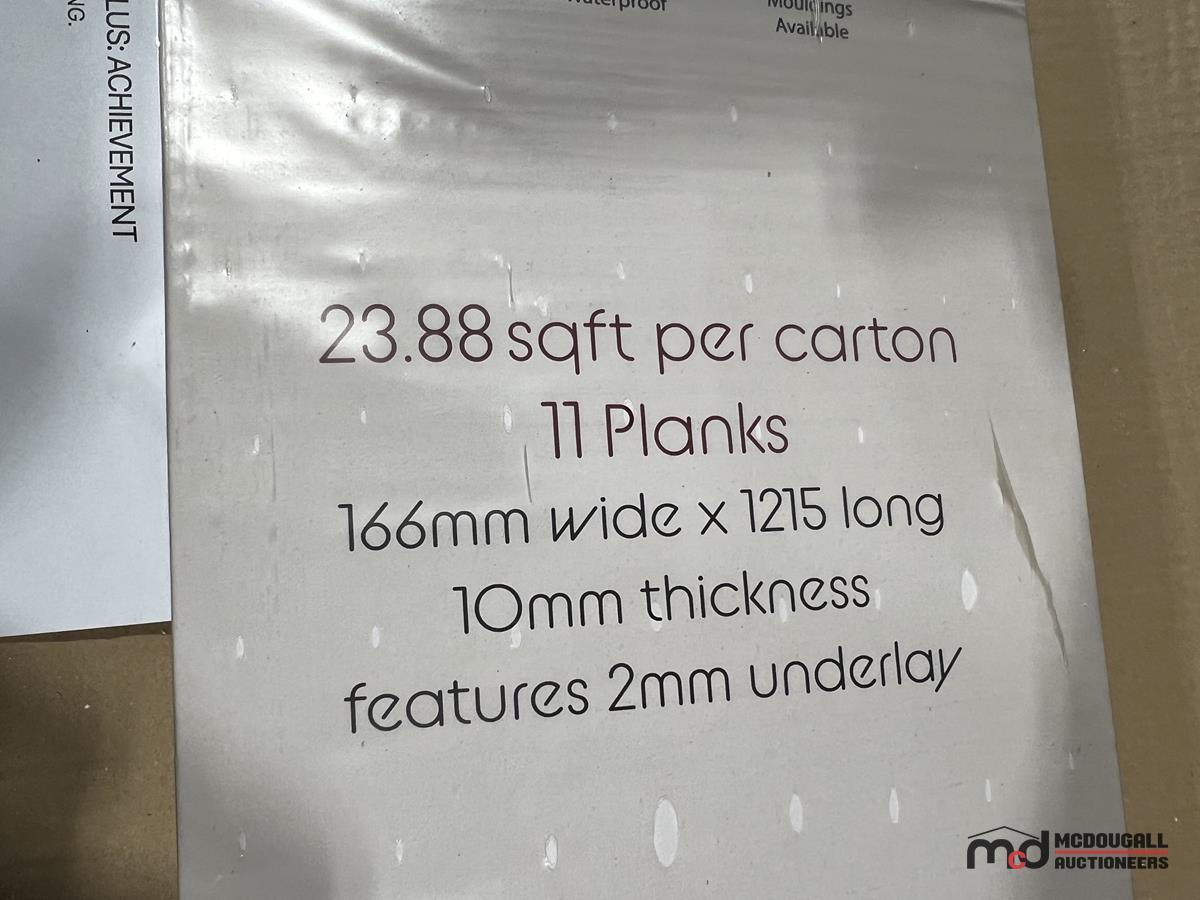 Mouldings
Available
LUS: ACHIEVEMENT
NG.
23.88 sqft per carton
11 Planks
166mm wide x 1215 long
10mm thickness
features 2mm underlay
mcd MCDOUGALL
AUCTIONEERS